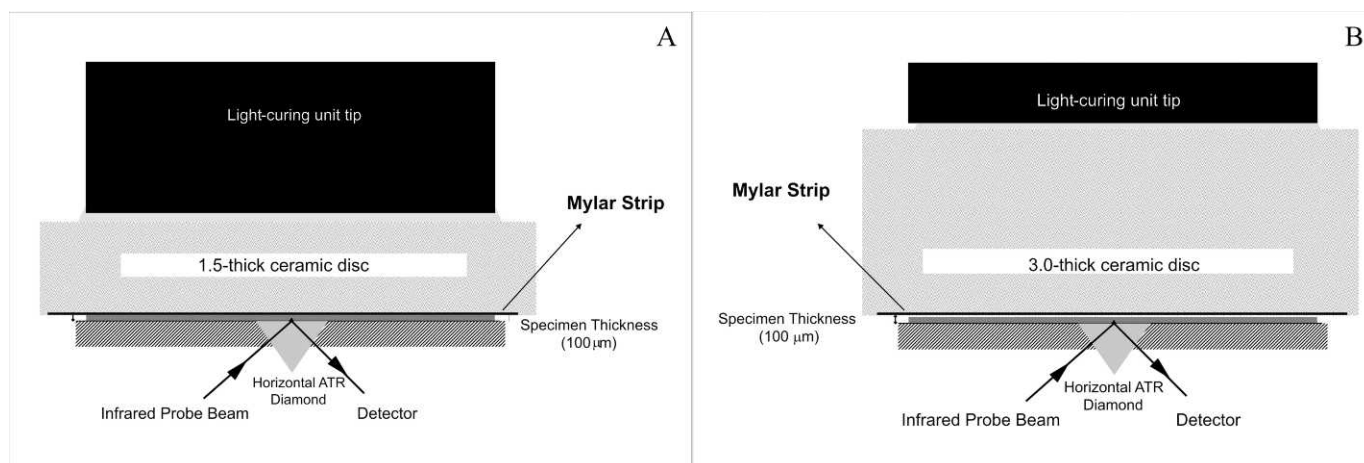 A
Light-curing unit tip
Mylar Strip
1.5-thick ceramic disc
Specimen Thickness
(100 μm)
Horizontal ATR
Diamond
Infrared Probe Beam
Detector
B
Light-curing unit tip
Mylar Strip
3.0-thick ceramic disc
Specimen Thickness
(100 μm)
Horizontal ATR
Diamond
Infrared Probe Beam
Detector